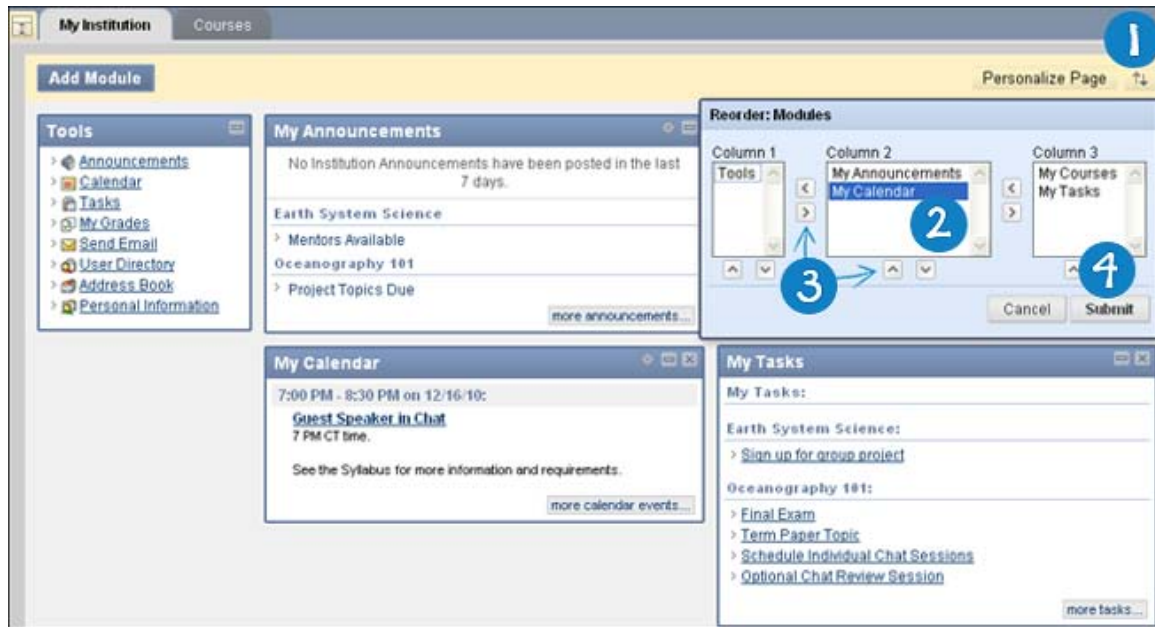 My Institution
Courses
1
Add Module
Personalize Page
Tools
Announcements
Calendar
Tasks
My Grades
Send Email
User Directory
Address Book
Personal Information
My Announcements
No Institution Announcements have been posted in the last
7 days.
Earth System Science
Mentors Available
Oceanography 101
Project Topics Due
more announcements...
Reorder: Modules
Column 1
Column 2
Column 3
Tools
My Announcements
My Calendar
My Courses
My Tasks
2
3
4
Cancel
Submit
My Calendar
7:00 PM - 8:30 PM on 12/16/10:
Guest Speaker in Chat
7 PM CT time.
See the Syllabus for more information and requirements.
more calendar events...
My Tasks
My Tasks:
Earth System Science:
Sign up for group project
Oceanography 101:
Final Exam
Term Paper Topic
Schedule Individual Chat Sessions
Optional Chat Review Session
more tasks...